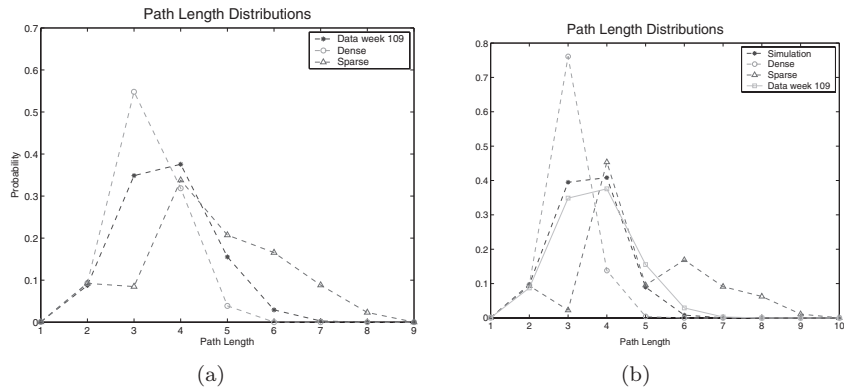 Path Length Distributions
0.7
0.6
0.5
0.4
0.3
0.2
0.1
0
Probability
Data week 109
Dense
Sparse
1 2 3 4 5 6 7 8 9
Path Length
(a)
Path Length Distributions
0.8
0.7
0.6
0.5
0.4
0.3
0.2
0.1
0
Simulation
Dense
Sparse
Data week 109
1 2 3 4 5 6 7 8 9 10
Path Length
(b)